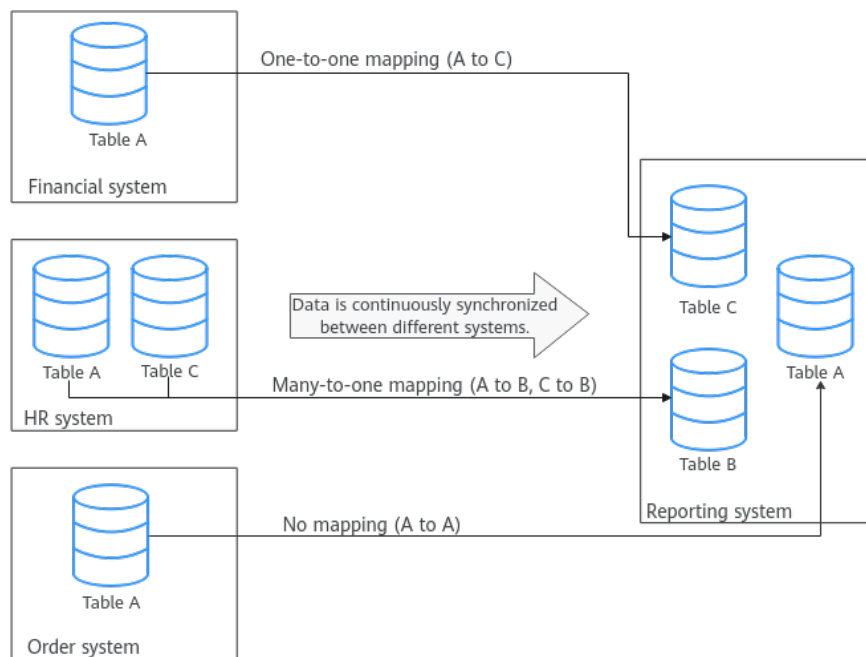 One-to-one mapping (A to C)
Table A
Financial system
Data is continuously synchronized
between different systems.
Table C
Table A
Table C
Table A
Many-to-one mapping (A to B, C to B)
HR system
Table B
Reporting system
No mapping (A to A)
Table A
Order system